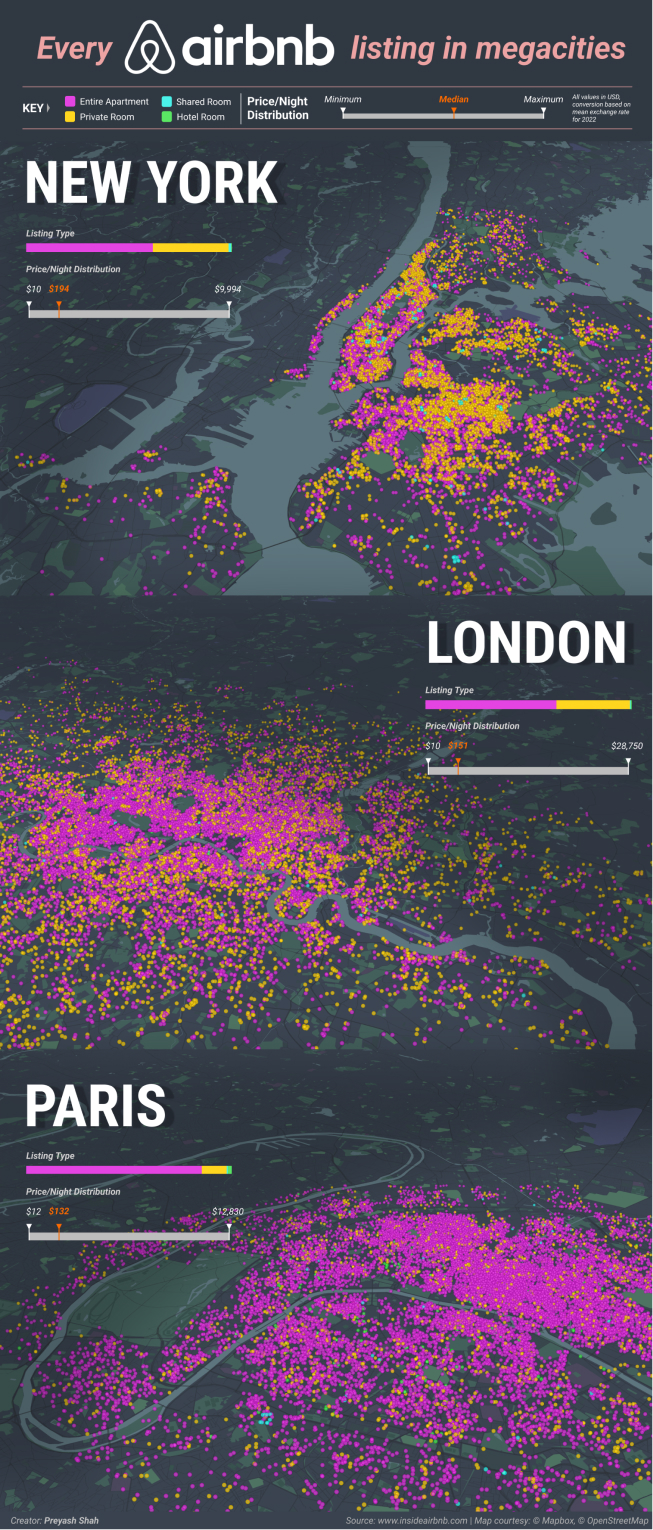 Every airbnb listing in megacities
KEY
Entire Apartment
Shared Room
Private Room
Hotel Room
Price/Night
Distribution
Minimum
Median
Maximum
All values in USD,
conversion based on
mean exchange rate
for 2022
NEW YORK
Listing Type
Price/Night Distribution
$10 $194 $9,994
LONDON
Listing Type
Price/Night Distribution
$10 $151 $28,750
PARIS
Listing Type
Price/Night Distribution
$12 $132 $12,830
Creator: Preyash Shah
Source: www.insideairbnb.com | Map courtesy: © Mapbox, © OpenStreetMap